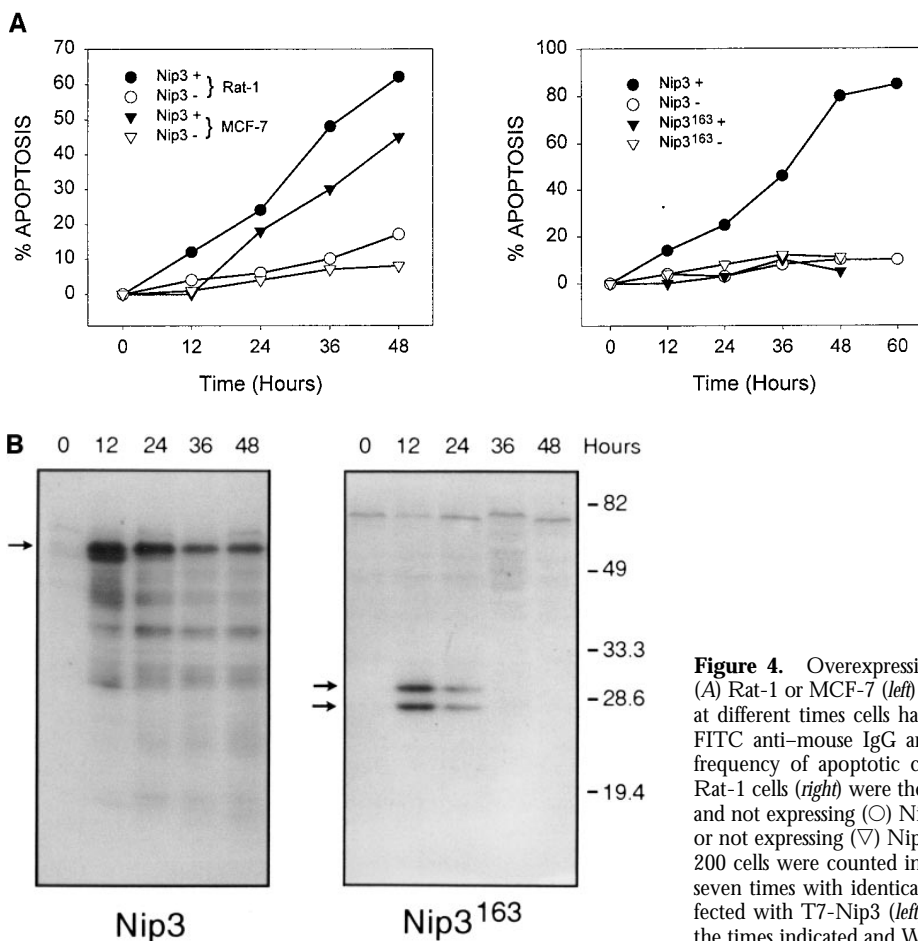 A
70
60
50
40
30
20
10
0
% APOPTOSIS
Nip3 +
Nip3 -
Rat-1
Nip3 +
Nip3 -
MCF-7
0 12 24 36 48
Time (Hours)
100
80
60
40
20
0
% APOPTOSIS
Nip3 +
Nip3 -
Nip3163 +
Nip3163 -
0 12 24 36 48 60
Time (Hours)
B 0 12 24 36 48 0 12 24 36 48 Hours
- 82
- 49
- 33.3
- 28.6
- 19.4
Nip3
Nip3163
Figure 4. Overexpressi
(A) Rat-1 or MCF-7 (left)
at different times cells ha
FITC anti–mouse IgG an
frequency of apoptotic c
Rat-1 cells (right) were the
and not expressing (○) Ni
or not expressing (▽) Nip
200 cells were counted in
seven times with identica
fected with T7-Nip3 (left
the times indicated and W